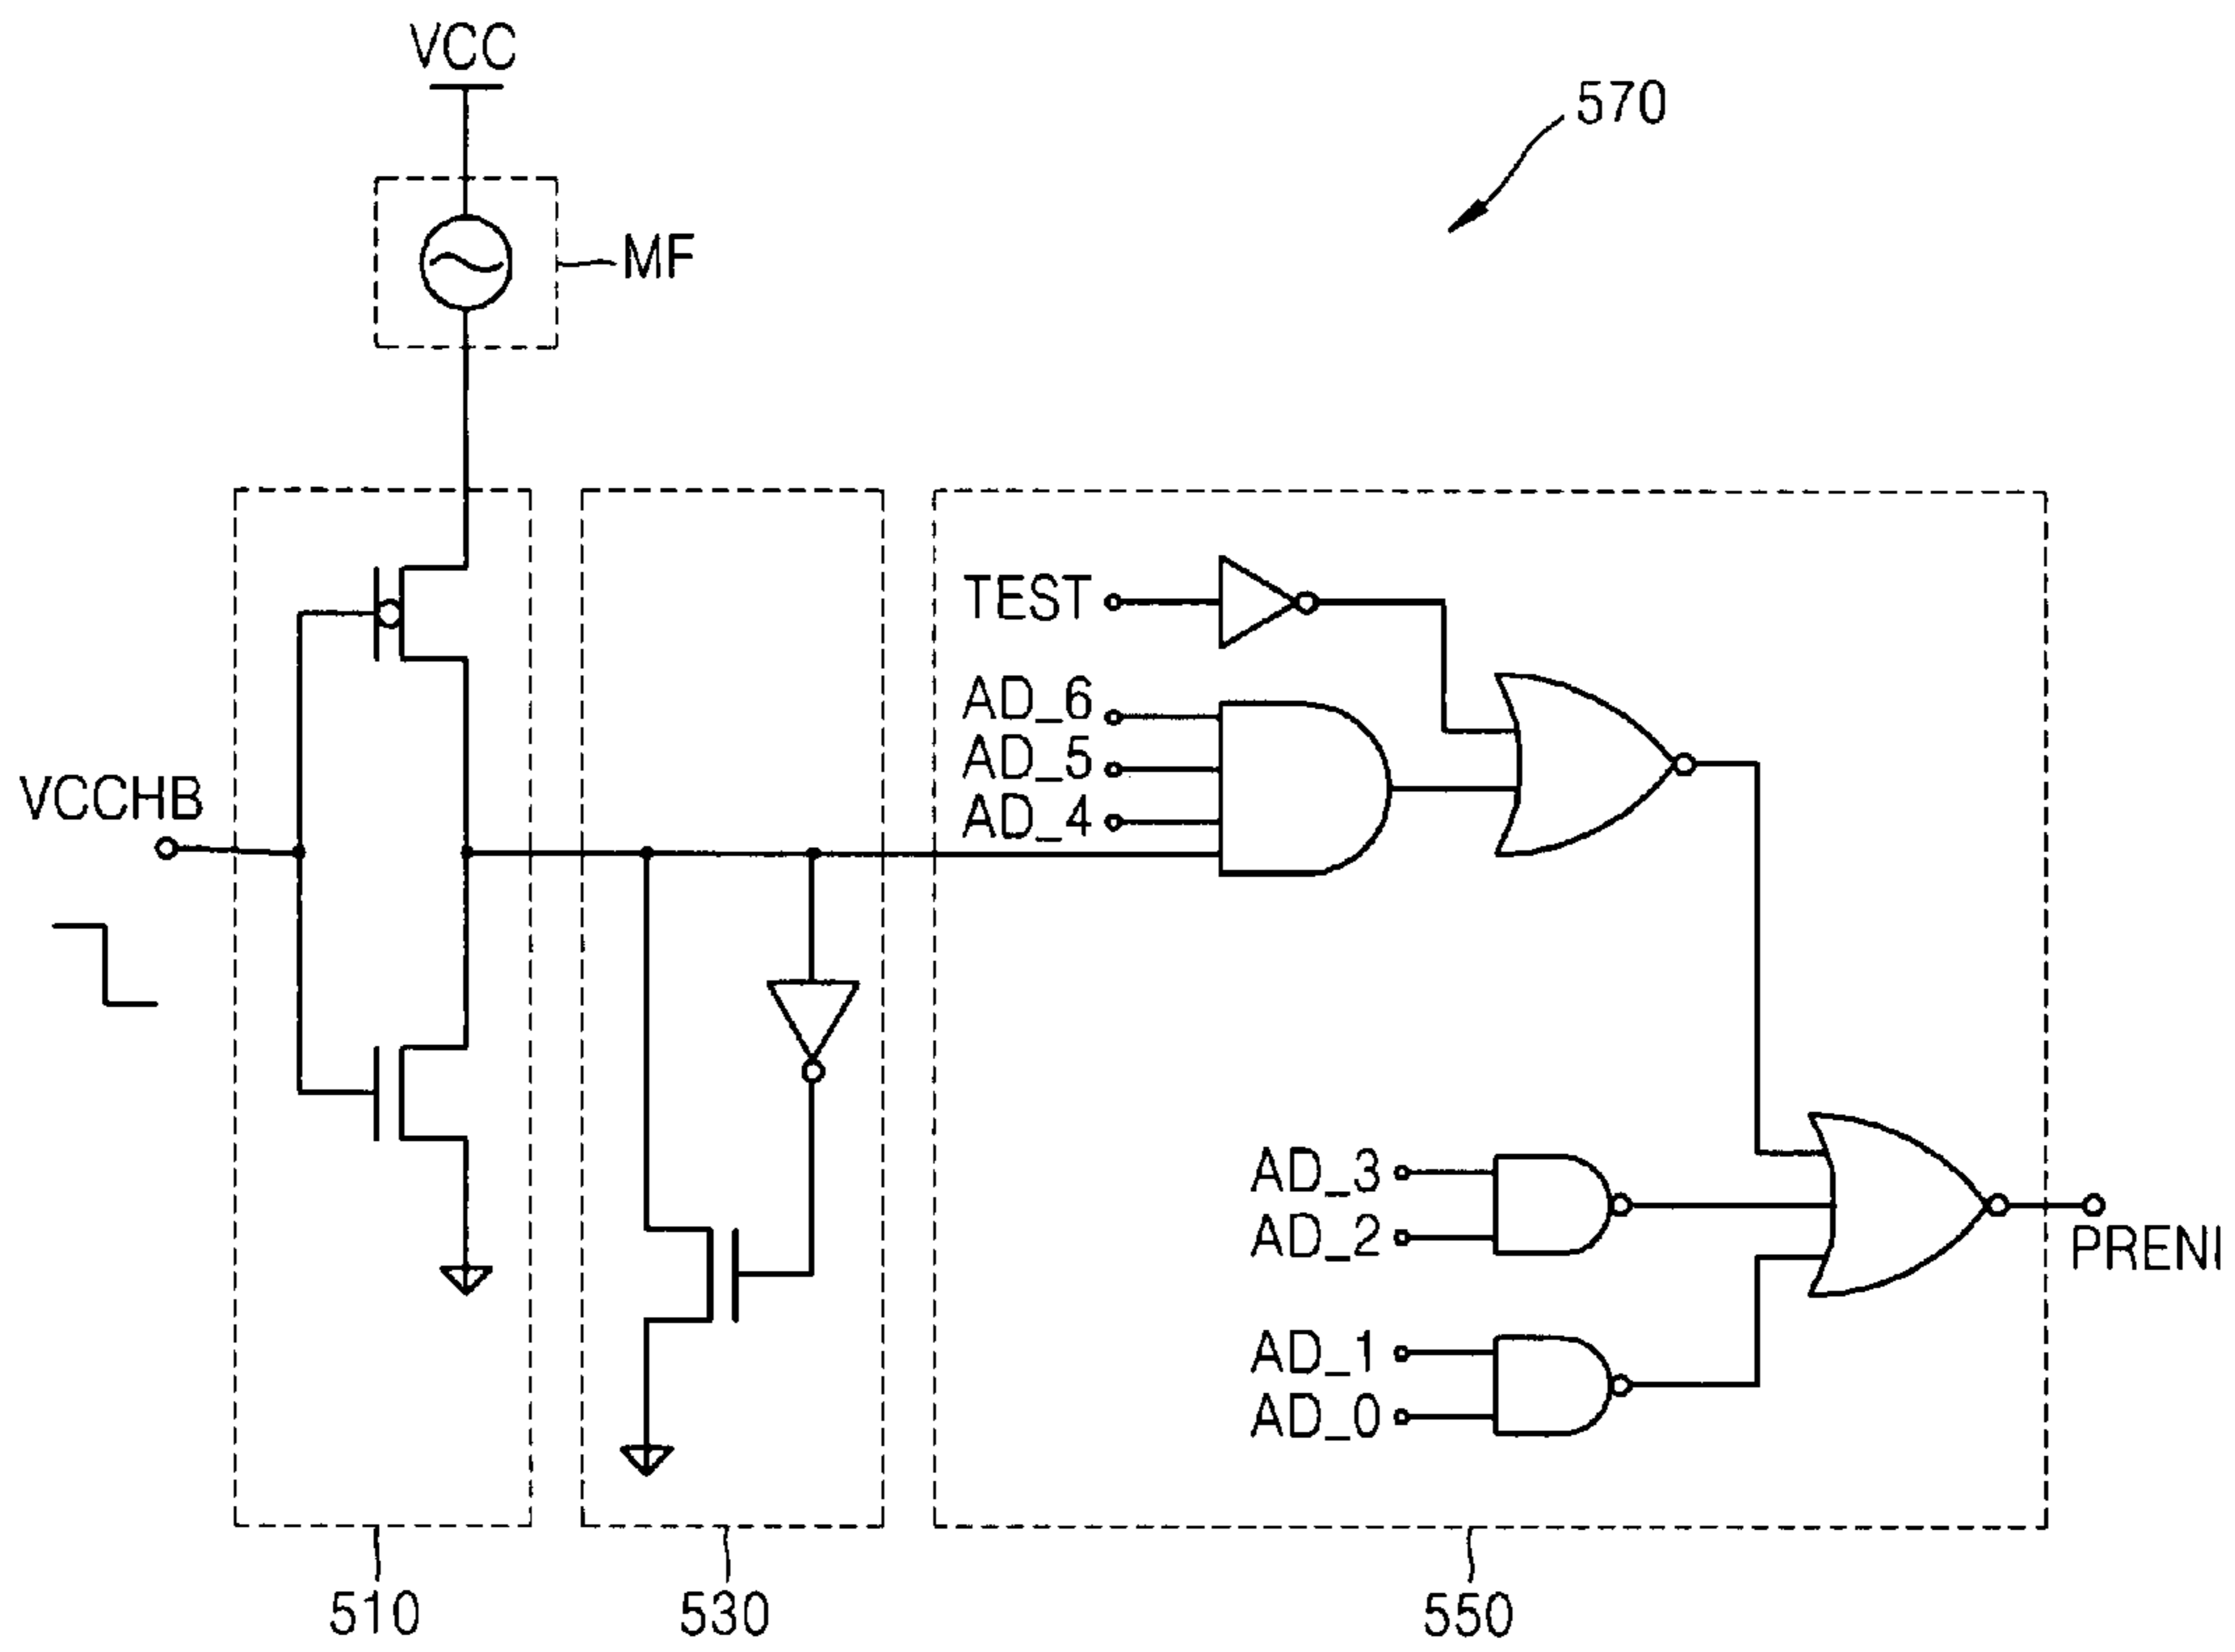 VCC
570
MF
TEST
AD_6
AD_5
AD_4
VCCHB
AD_3
AD_2
PRENI
AD_1
AD_0
510
530
550